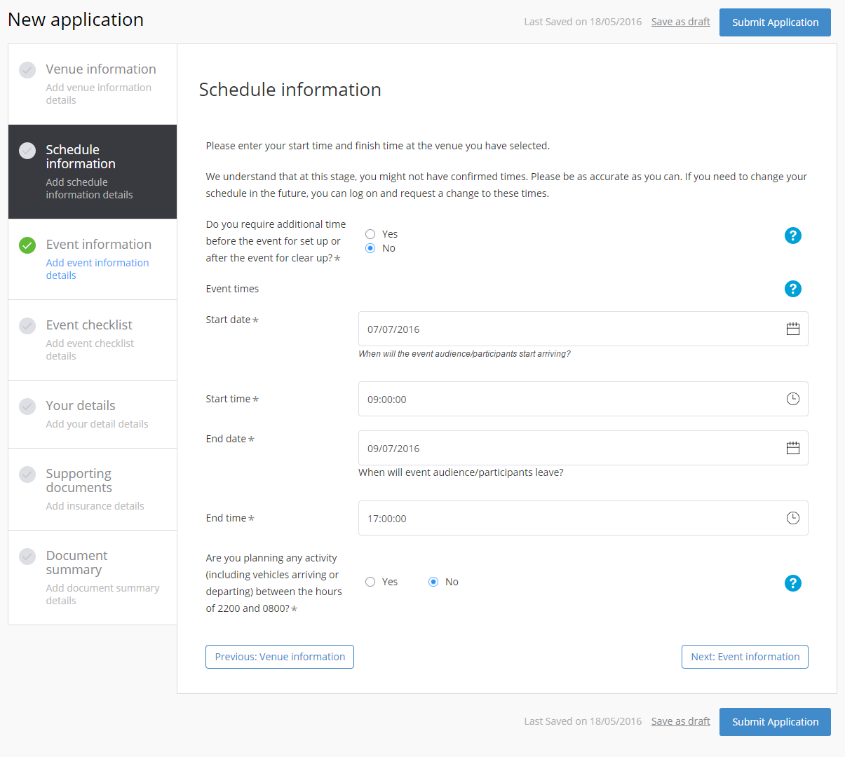 New application
Last Saved on 18/05/2016 Save as draft Submit Application
Venue information
Add venue information
details
Schedule
information
Add schedule
information details
Event information
Add event information
details
Event checklist
Add event checklist
details
Your details
Add your detail details
Supporting
documents
Add insurance details
Document
summary
Add document summary
details
Schedule information
Please enter your start time and finish time at the venue you have selected.
We understand that at this stage, you might not have confirmed times. Please be as accurate as you can. If you need to change your
schedule in the future, you can log on and request a change to these times.
Do you require additional time
before the event for set up or
after the event for clear up? *
Yes
No
?
Event times
?
Start date *
07/07/2016
When will the event audience/participants start arriving?
Start time *
09:00:00
End date *
09/07/2016
When will event audience/participants leave?
End time *
17:00:00
Are you planning any activity
(including vehicles arriving or
departing) between the hours
of 2200 and 0800? *
Yes No
?
Previous: Venue information
Next: Event information
Last Saved on 18/05/2016 Save as draft Submit Application